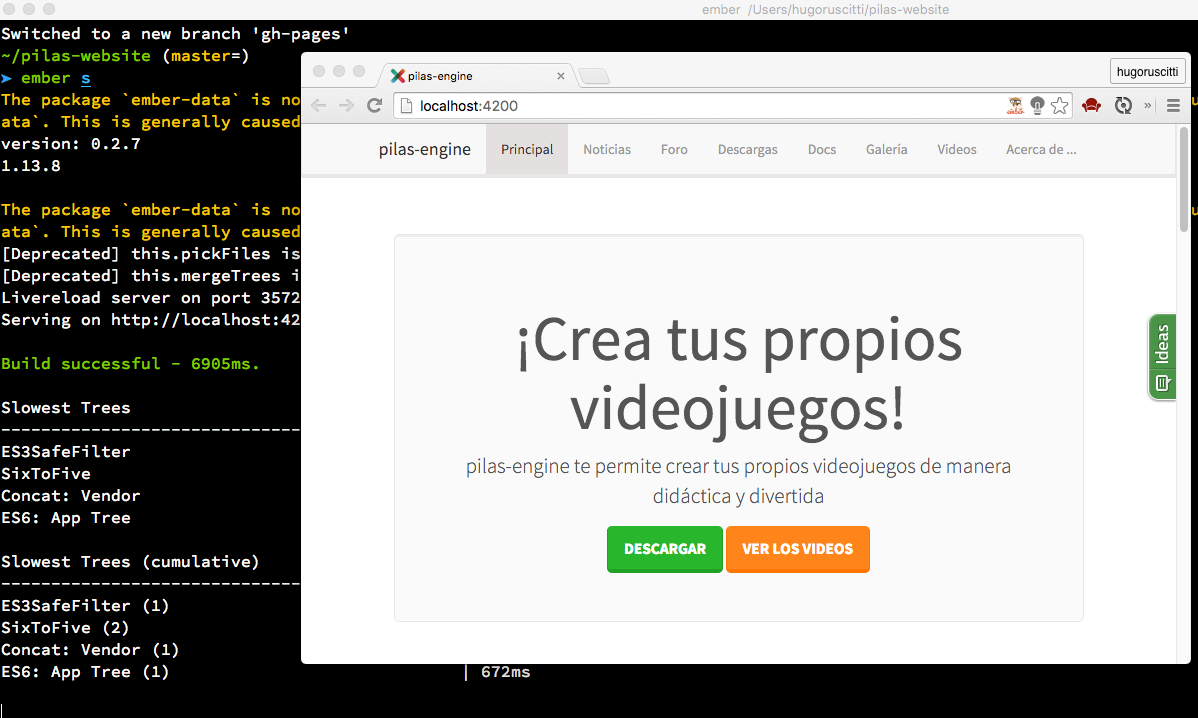 ember /Users/hugoruscitti/pilas-website
Switched to a new branch 'gh-pages'
~/pilas-website (master=)
➤ ember s
The package `ember-data` is no
ata`. This is generally caused
version: 0.2.7
1.13.8
The package `ember-data` is no
ata`. This is generally caused
[Deprecated] this.pickFiles is
[Deprecated] this.mergeTrees i
Livereload server on port 3572
Serving on http://localhost:42
Build successful - 6905ms.
Slowest Trees
------------------------------
ES3SafeFilter
SixToFive
Concat: Vendor
ES6: App Tree
Slowest Trees (cumulative)
------------------------------
ES3SafeFilter (1)
SixToFive (2)
Concat: Vendor (1)
ES6: App Tree (1) | 672ms
pilas-engine
hugoruscitti
localhost:4200
pilas-engine Principal Noticias Foro Descargas Docs Galería Videos Acerca de ...
¡Crea tus propios
videojuegos!
pilas-engine te permite crear tus propios videojuegos de manera
didáctica y divertida
DESCARGAR VER LOS VIDEOS
Ideas